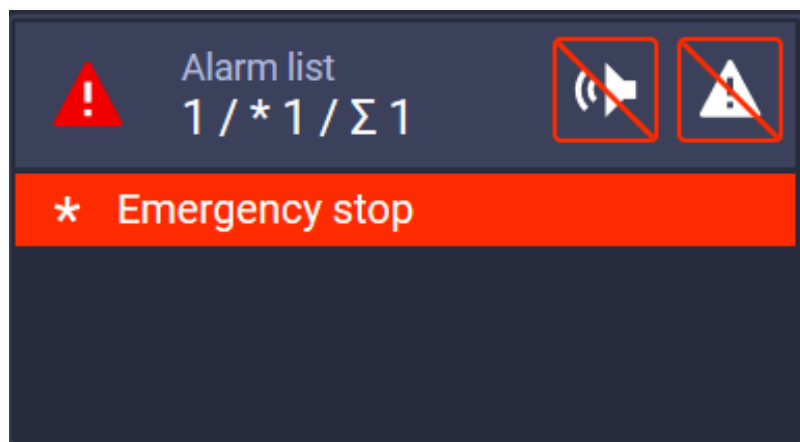 Alarm list
1 / * 1 / Σ 1
* Emergency stop